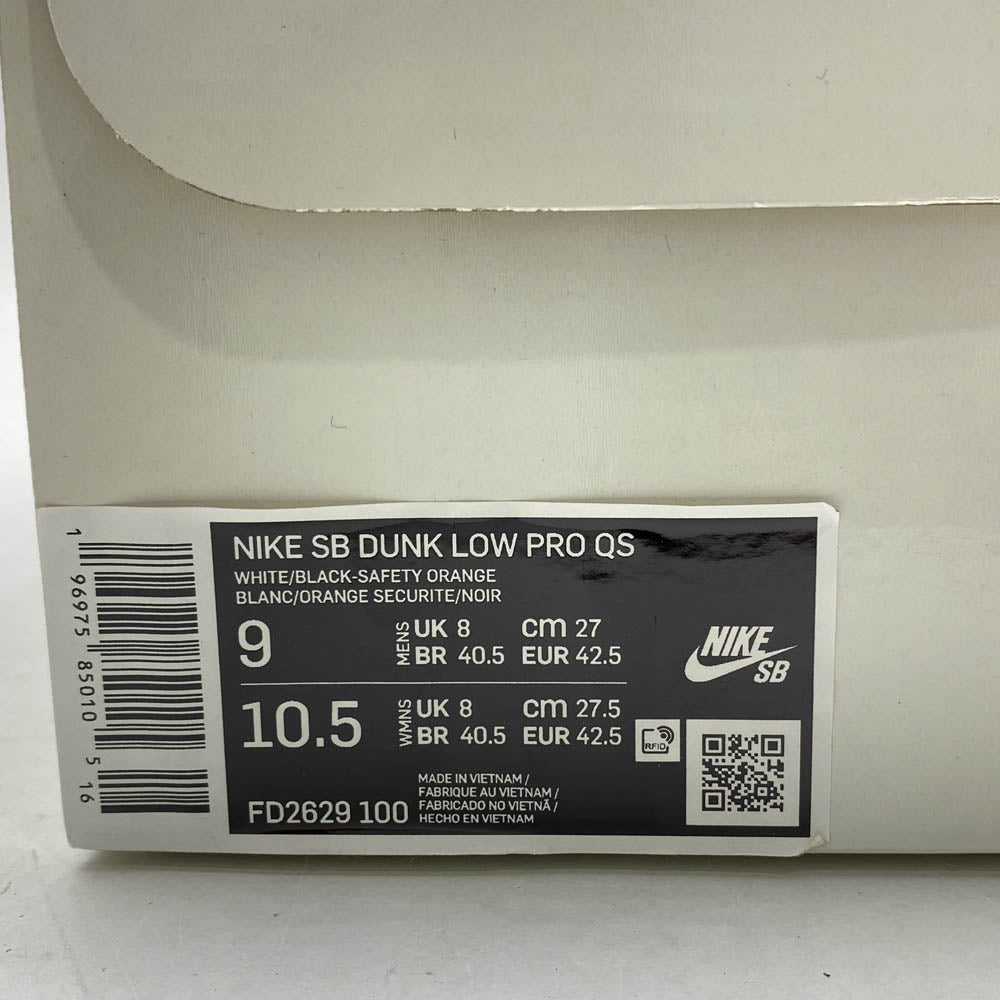 1 96975 85010 5 16
NIKE SB DUNK LOW PRO QS
WHITE/BLACK-SAFETY ORANGE
BLANC/ORANGE SECURITE/NOIR
9 MENS UK 8 cm 27
BR 40.5 EUR 42.5
10.5 WMNS UK 8 cm 27.5
BR 40.5 EUR 42.5
NIKE
SB
RFID
FD2629 100
MADE IN VIETNAM /
FABRIQUE AU VIETNAM /
FABRICADO NO VIETNÃ /
HECHO EN VIETNAM